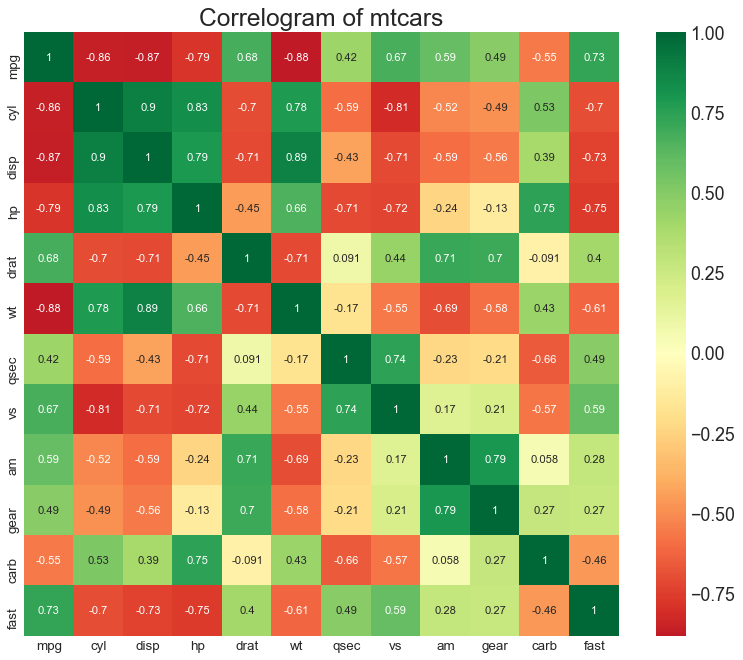 Correlogram of mtcars
mpg 1 -0.86 -0.87 -0.79 0.68 -0.88 0.42 0.67 0.59 0.49 -0.55 0.73
cyl -0.86 1 0.9 0.83 -0.7 0.78 -0.59 -0.81 -0.52 -0.49 0.53 -0.7
disp -0.87 0.9 1 0.79 -0.71 0.89 -0.43 -0.71 -0.59 -0.56 0.39 -0.73
hp -0.79 0.83 0.79 1 -0.45 0.66 -0.71 -0.72 -0.24 -0.13 0.75 -0.75
drat 0.68 -0.7 -0.71 -0.45 1 -0.71 0.091 0.44 0.71 0.7 -0.091 0.4
wt -0.88 0.78 0.89 0.66 -0.71 1 -0.17 -0.55 -0.69 -0.58 0.43 -0.61
qsec 0.42 -0.59 -0.43 -0.71 0.091 -0.17 1 0.74 -0.23 -0.21 -0.66 0.49
vs 0.67 -0.81 -0.71 -0.72 0.44 -0.55 0.74 1 0.17 0.21 -0.57 0.59
am 0.59 -0.52 -0.59 -0.24 0.71 -0.69 -0.23 0.17 1 0.79 0.058 0.28
gear 0.49 -0.49 -0.56 -0.13 0.7 -0.58 -0.21 0.21 0.79 1 0.27 0.27
carb -0.55 0.53 0.39 0.75 -0.091 0.43 -0.66 -0.57 0.058 0.27 1 -0.46
fast 0.73 -0.7 -0.73 -0.75 0.4 -0.61 0.49 0.59 0.28 0.27 -0.46 1
mpg cyl disp hp drat wt qsec vs am gear carb fast
1.00
0.75
0.50
0.25
0.00
−0.25
−0.50
−0.75